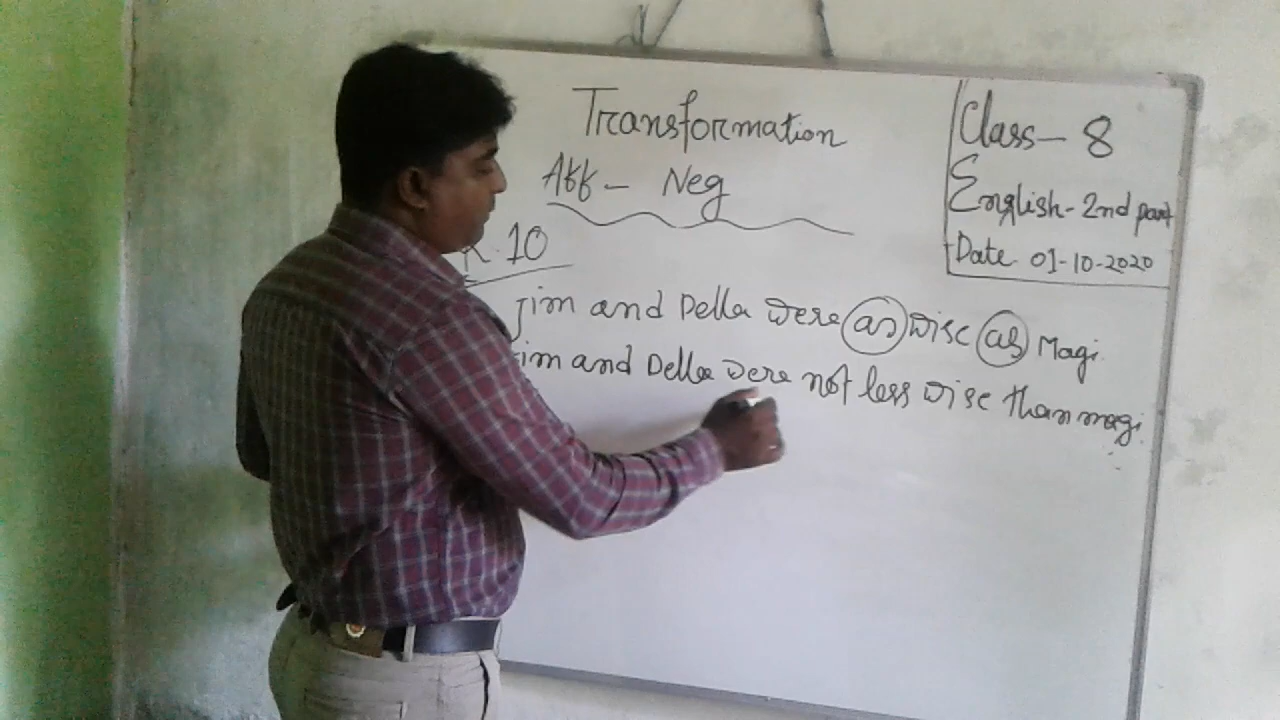 Transformation
Aff - Neg
R. 10
Jim and Della were as wise as Magi.
Jim and Della were not less wise than magi.
Class - 8
English - 2nd part
Date. 01-10-2020